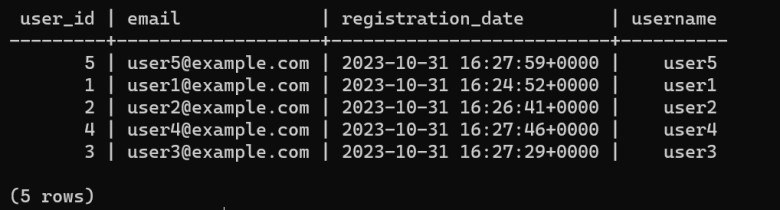 user_id | email | registration_date | username
---------+-------------------+--------------------------+----------
5 | user5@example.com | 2023-10-31 16:27:59+0000 | user5
1 | user1@example.com | 2023-10-31 16:24:52+0000 | user1
2 | user2@example.com | 2023-10-31 16:26:41+0000 | user2
4 | user4@example.com | 2023-10-31 16:27:46+0000 | user4
3 | user3@example.com | 2023-10-31 16:27:29+0000 | user3
(5 rows)